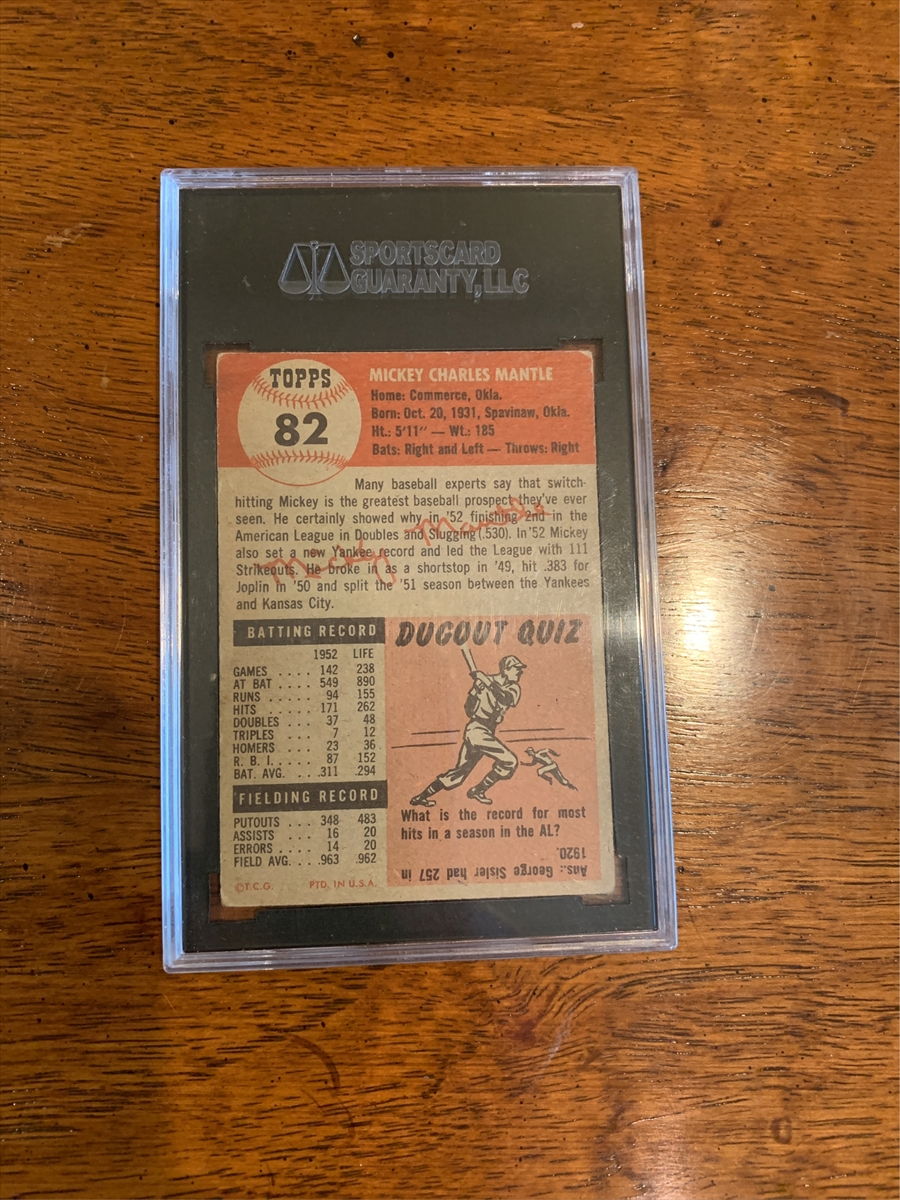 SPORTSCARD
GUARANTY, LLC
TOPPS
82
MICKEY CHARLES MANTLE
Home: Commerce, Okla.
Born: Oct. 20, 1931, Spavinaw, Okla.
Ht.: 5'11" — Wt.: 185
Bats: Right and Left — Throws: Right
Many baseball experts say that switch-
hitting Mickey is the greatest baseball prospect they've ever
seen. He certainly showed why in '52 finishing 2nd in the
American League in Doubles and Slugging (.530). In '52 Mickey
also set a new Yankee record and led the League with 111
Strikeouts. He broke in as a shortstop in '49, hit .383 for
Joplin in '50 and split the '51 season between the Yankees
and Kansas City.
Mickey Mantle
BATTING RECORD
1952 LIFE
GAMES .... 142 238
AT BAT .... 549 890
RUNS .... 94 155
HITS .... 171 262
DOUBLES ... 37 48
TRIPLES ... 7 12
HOMERS ... 23 36
R. B. I. .... 87 152
BAT. AVG. .. .311 .294
FIELDING RECORD
PUTOUTS ... 348 483
ASSISTS ... 16 20
ERRORS ... 14 20
FIELD AVG. .. .963 .962
©T.C.G. PTD. IN U.S.A.
DUGOUT QUIZ
What is the record for most
hits in a season in the AL?
Ans.: George Sisler had 257 in
1920.